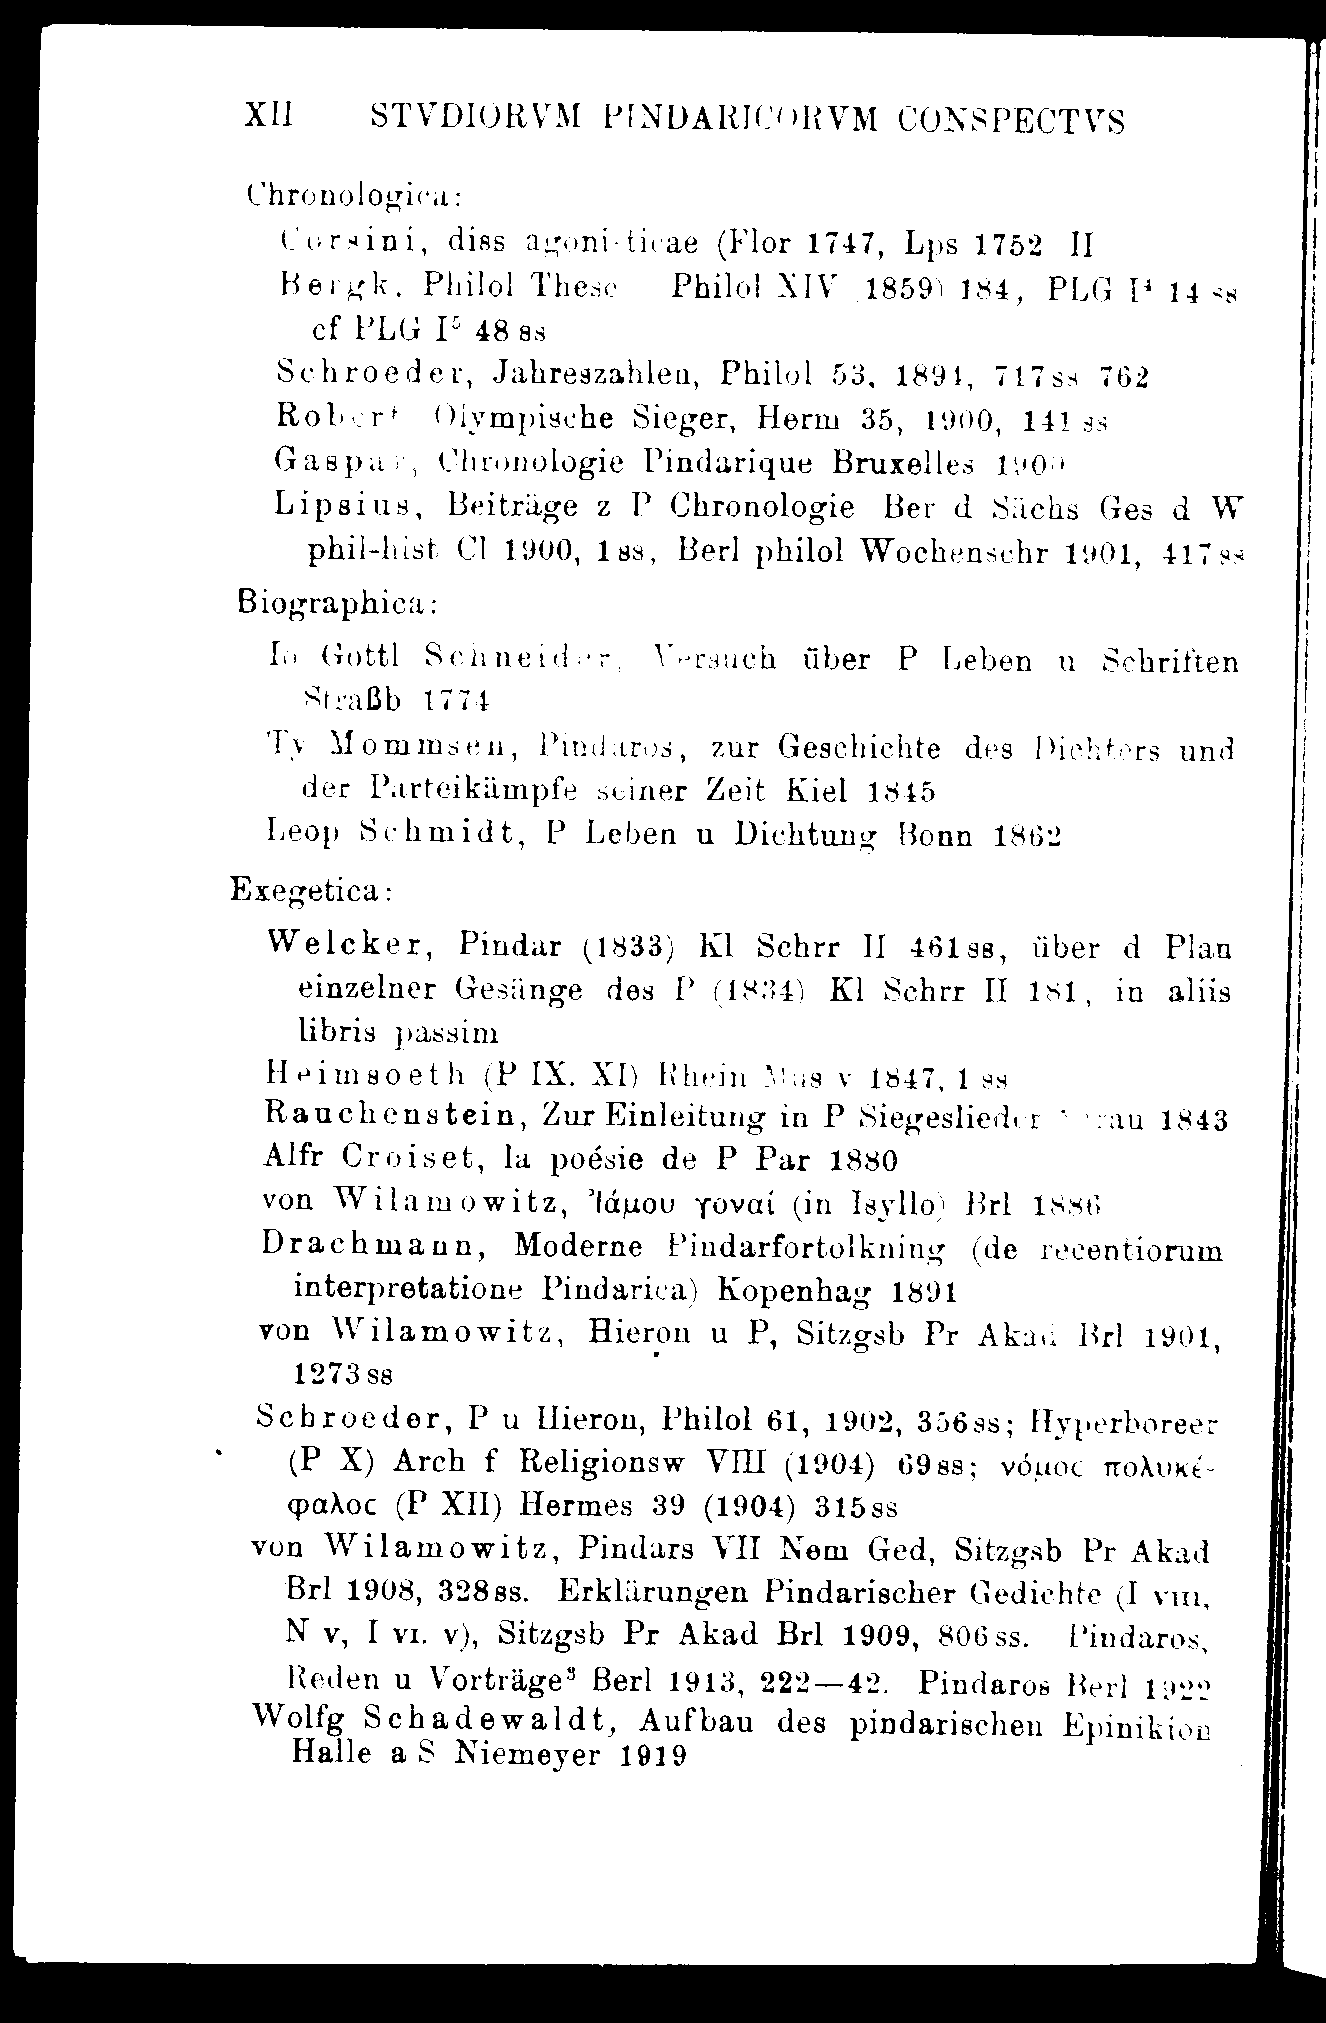 XII STVDIORVM PINDARICORVM CONSPECTVS
Chronologica:
Corsini, diss agonisticae (Flor 1747, Lps 1752 II
Bergk, Philol Thesc Philol XIV 1859) 184, PLG I⁴ 14 ss
cf PLG I⁵ 48 ss
Schroeder, Jahreszahlen, Philol 53, 1894, 717 ss 762
Robert Olympische Sieger, Herm 35, 1900, 141 ss
Gaspar, Chronologie Pindarique Bruxelles
Lipsius, Beiträge z P Chronologie Ber d Sächs Ges d W
phil-hist Cl 1900, 1 ss, Berl philol Wochenschr 1901, 417 ss
Biographica:
Io Gottl Schneider, Versuch über P Leben u Schriften
Straßb 1774
Ty Mommsen, Pindaros, zur Geschichte des Dichters und
der Parteikämpfe seiner Zeit Kiel 1845
Leop Schmidt, P Leben u Dichtung Bonn 1862
Exegetica:
Welcker, Pindar (1833) Kl Schrr II 461 ss, über d Plan
einzelner Gesänge des P (1834) Kl Schrr II 181, in aliis
libris passim
Heimsoeth (P IX. XI) Rhein Mus v 1847, 1 ss
Rauchenstein, Zur Einleitung in P Siegeslieder 1843
Alfr Croiset, la poésie de P Par 1880
von Wilamowitz, Ἰάμου γοναί (in Isyllo) Brl 1886
Drachmann, Moderne Pindarfortolkning (de recentiorum
interpretatione Pindarica) Kopenhag 1891
von Wilamowitz, Hieron u P, Sitzgsb Pr Akad Brl 1901,
1273 ss
Schroeder, P u Hieron, Philol 61, 1902, 356 ss; Hyperboreer
(P X) Arch f Religionsw VIII (1904) 69 ss; νόμοϲ πολυκέ-
φαλοϲ (P XII) Hermes 39 (1904) 315 ss
von Wilamowitz, Pindars VII Nem Ged, Sitzgsb Pr Akad
Brl 1908, 328 ss. Erklärungen Pindarischer Gedichte (I VIII,
N V, I VI. V), Sitzgsb Pr Akad Brl 1909, 806 ss. Pindaros,
Reden u Vorträge³ Berl 1913, 222—42. Pindaros Berl 1922
Wolfg Schadewaldt, Aufbau des pindarischen Epinikion
Halle a S Niemeyer 1919